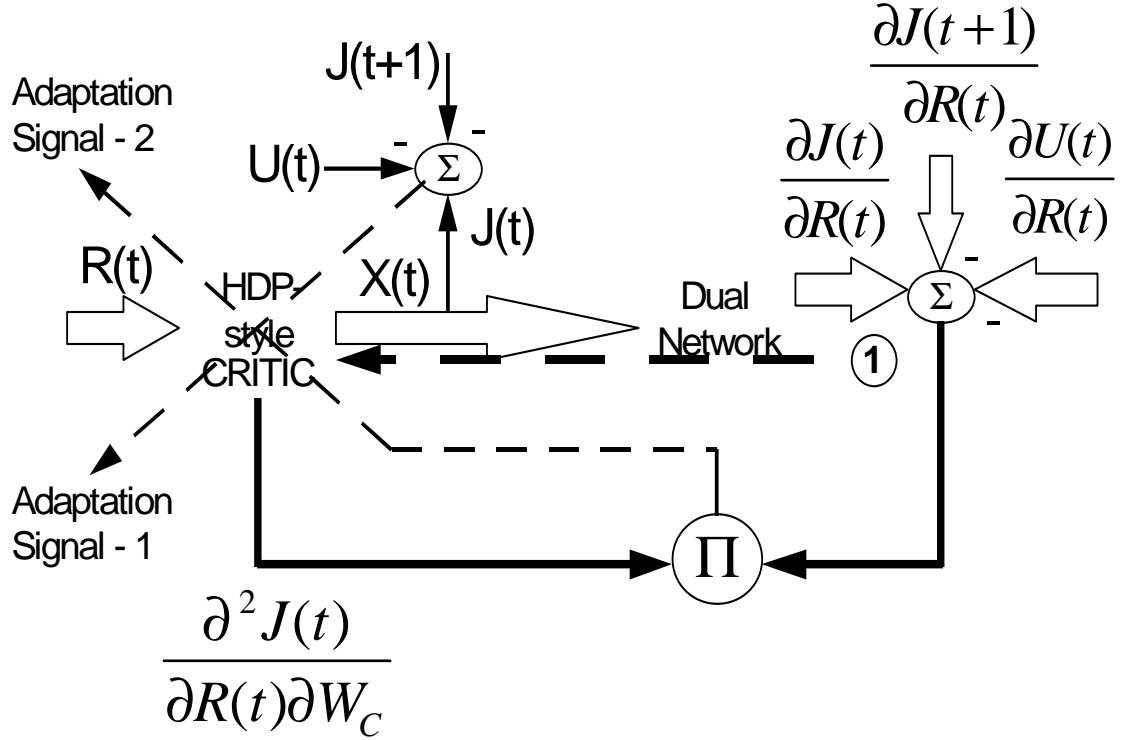 Adaptation
Signal - 2
J(t+1)
-
-
U(t)
Σ
J(t)
R(t)
HDP-
style
CRITIC
X(t)
Dual
Network
∂J(t+1)
∂R(t)
∂J(t)
∂R(t)
∂U(t)
∂R(t)
-
Σ
-
1
Adaptation
Signal - 1
Π
∂²J(t)
∂R(t)∂W_C